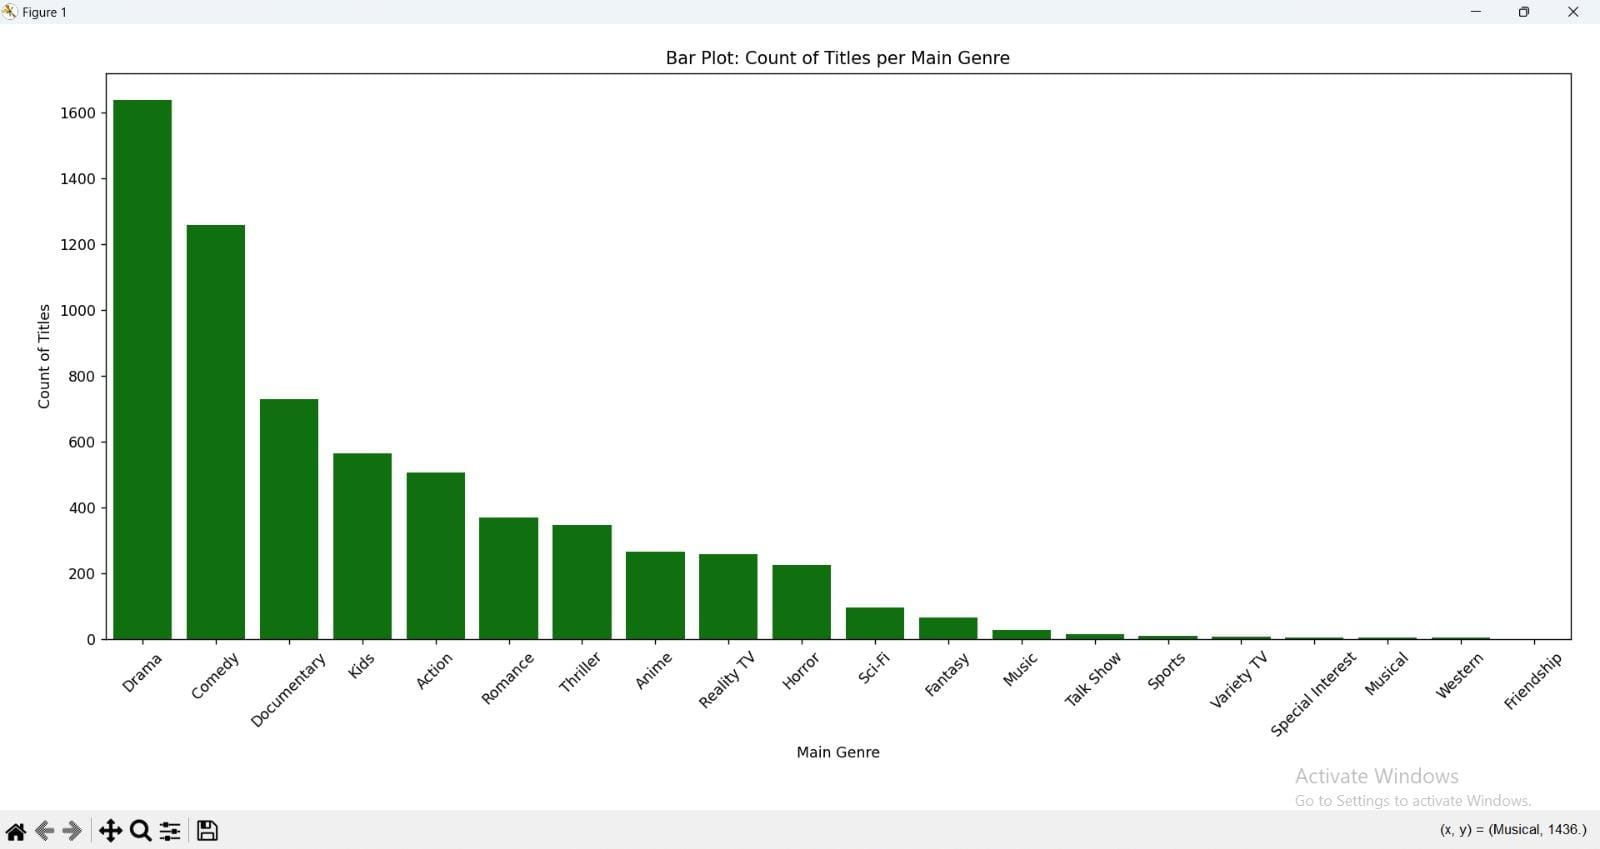 Figure 1
Bar Plot: Count of Titles per Main Genre
Count of Titles
1600
1400
1200
1000
800
600
400
200
0
Drama
Comedy
Documentary
Kids
Action
Romance
Thriller
Anime
Reality TV
Horror
Sci-Fi
Fantasy
Music
Talk Show
Sports
Variety TV
Special Interest
Musical
Western
Friendship
Main Genre
Activate Windows
Go to Settings to activate Windows.
(x, y) = (Musical, 1436.)